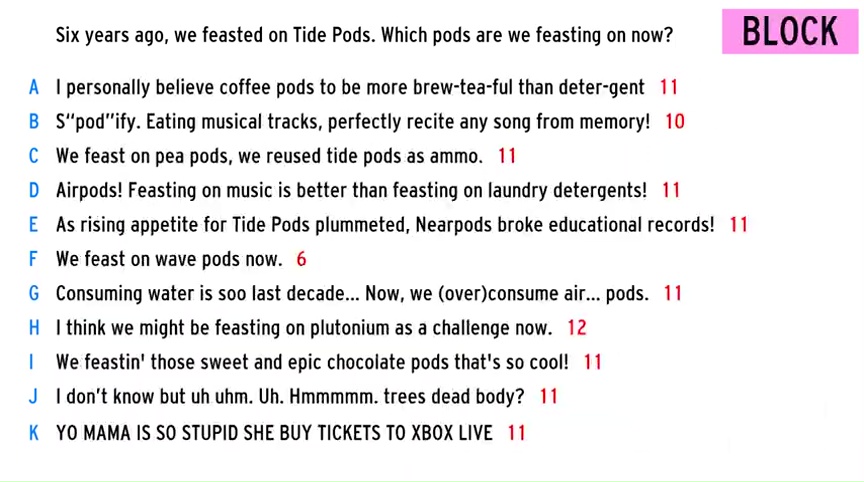 Six years ago, we feasted on Tide Pods. Which pods are we feasting on now?
BLOCK
A I personally believe coffee pods to be more brew-tea-ful than deter-gent 11
B S“pod”ify. Eating musical tracks, perfectly recite any song from memory! 10
C We feast on pea pods, we reused tide pods as ammo. 11
D Airpods! Feasting on music is better than feasting on laundry detergents! 11
E As rising appetite for Tide Pods plummeted, Nearpods broke educational records! 11
F We feast on wave pods now. 6
G Consuming water is soo last decade... Now, we (over)consume air... pods. 11
H I think we might be feasting on plutonium as a challenge now. 12
I We feastin' those sweet and epic chocolate pods that's so cool! 11
J I don’t know but uh uhm. Uh. Hmmmmm. trees dead body? 11
K YO MAMA IS SO STUPID SHE BUY TICKETS TO XBOX LIVE 11